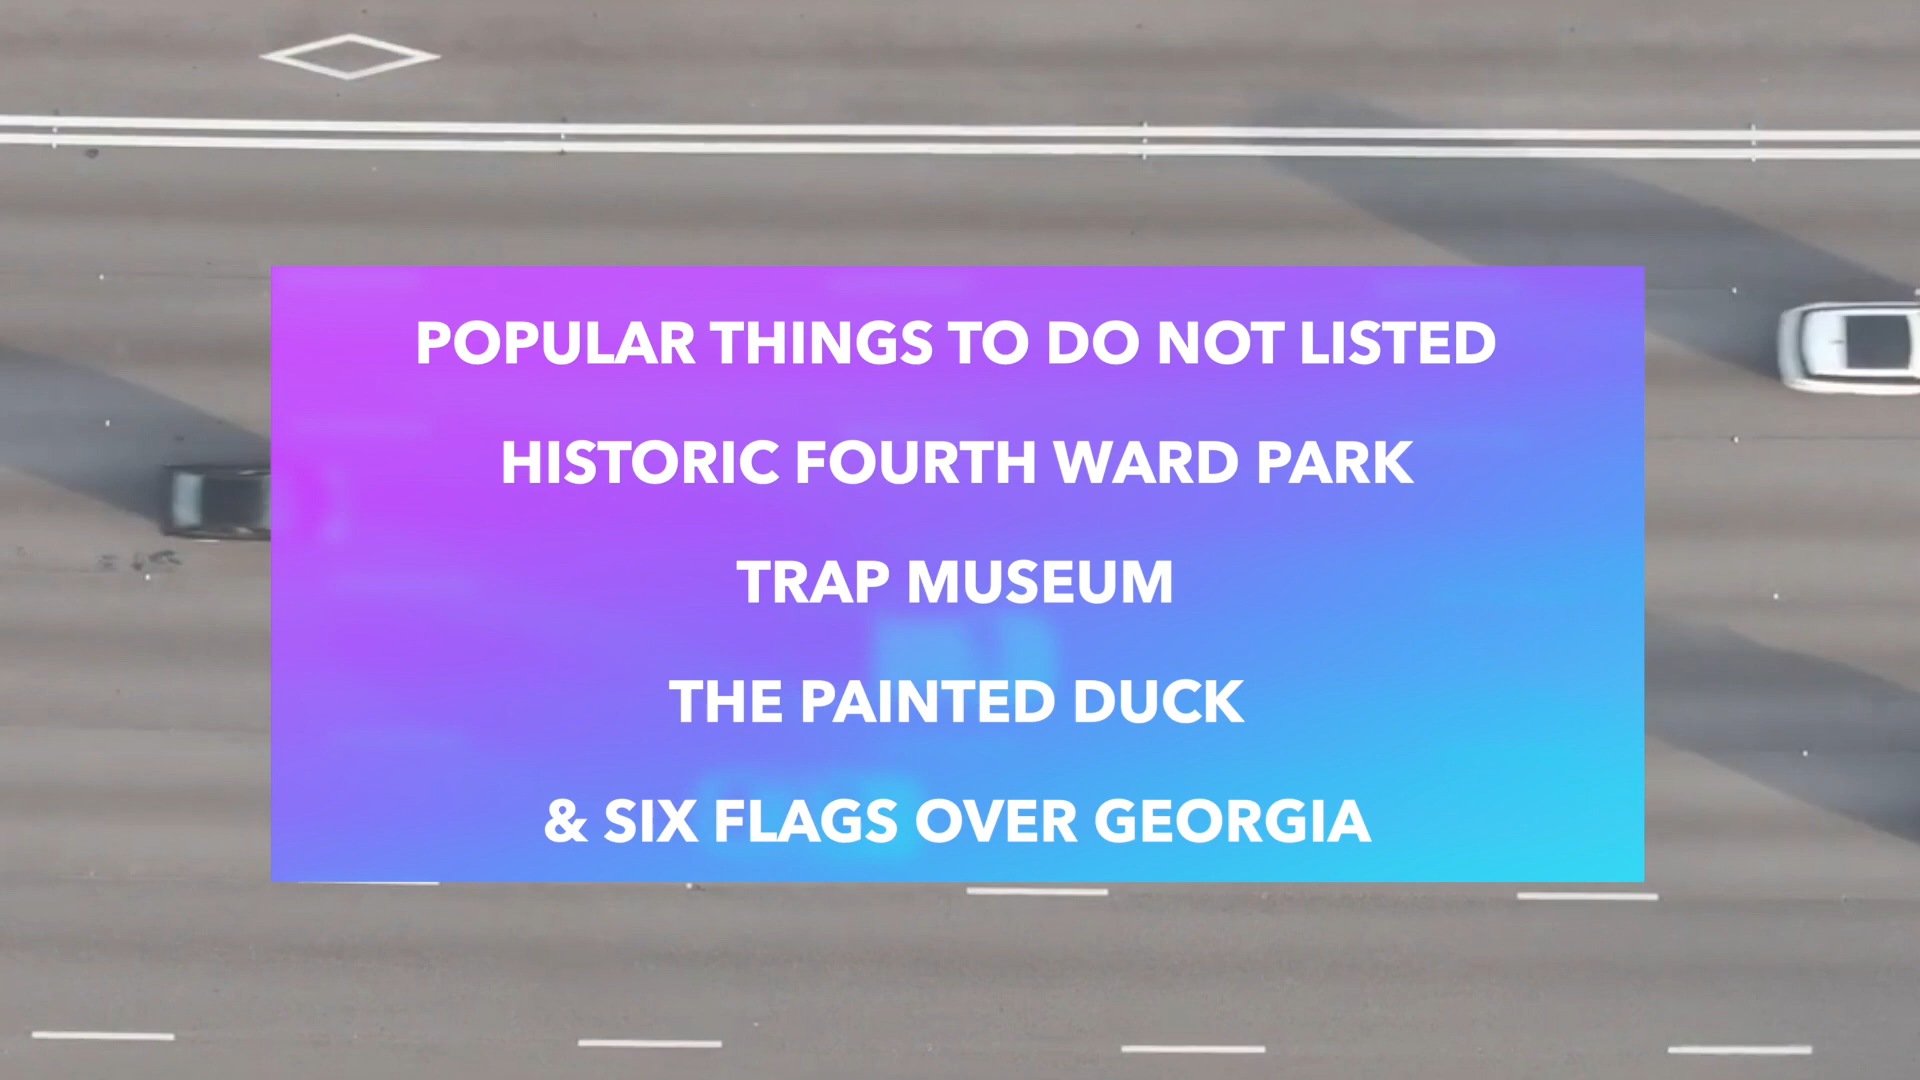 POPULAR THINGS TO DO NOT LISTED
HISTORIC FOURTH WARD PARK
TRAP MUSEUM
THE PAINTED DUCK
& SIX FLAGS OVER GEORGIA